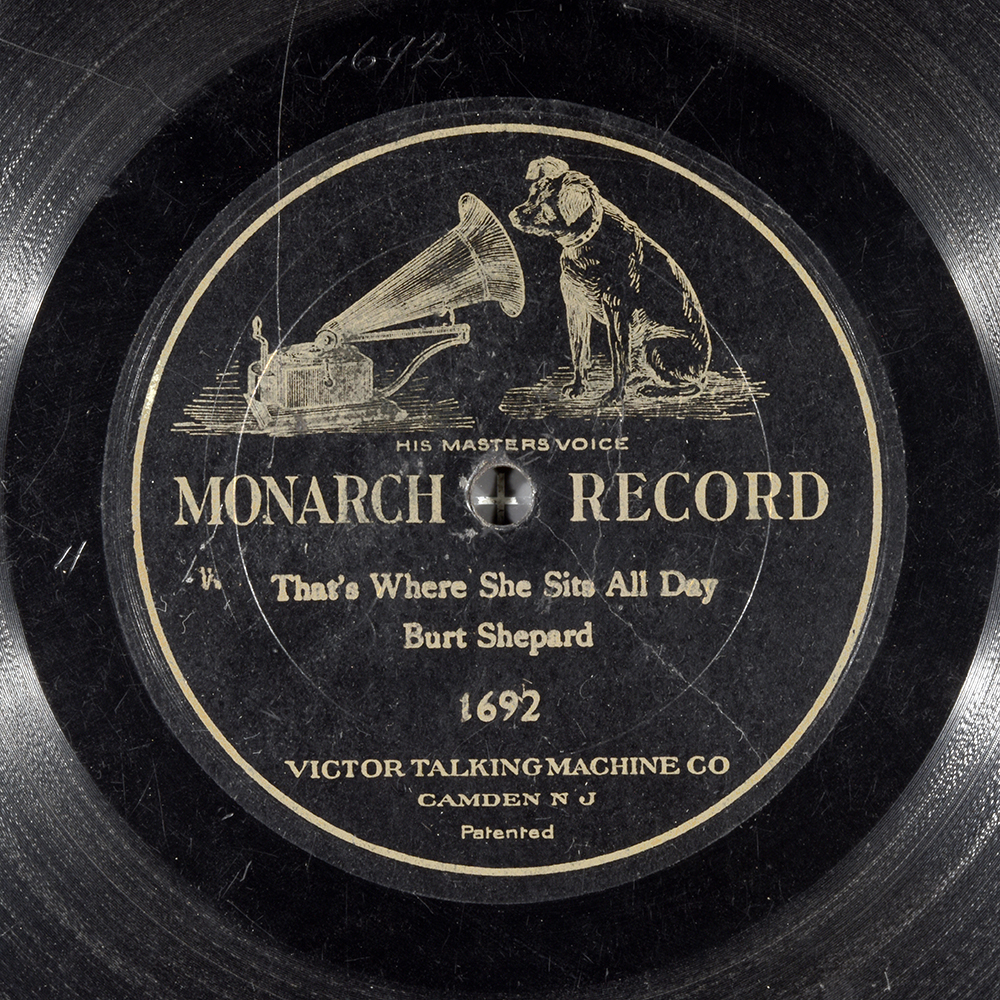 1692
HIS MASTERS VOICE
MONARCH RECORD
That's Where She Sits All Day
Burt Shepard
1692
VICTOR TALKING MACHINE CO
CAMDEN N J
Patented